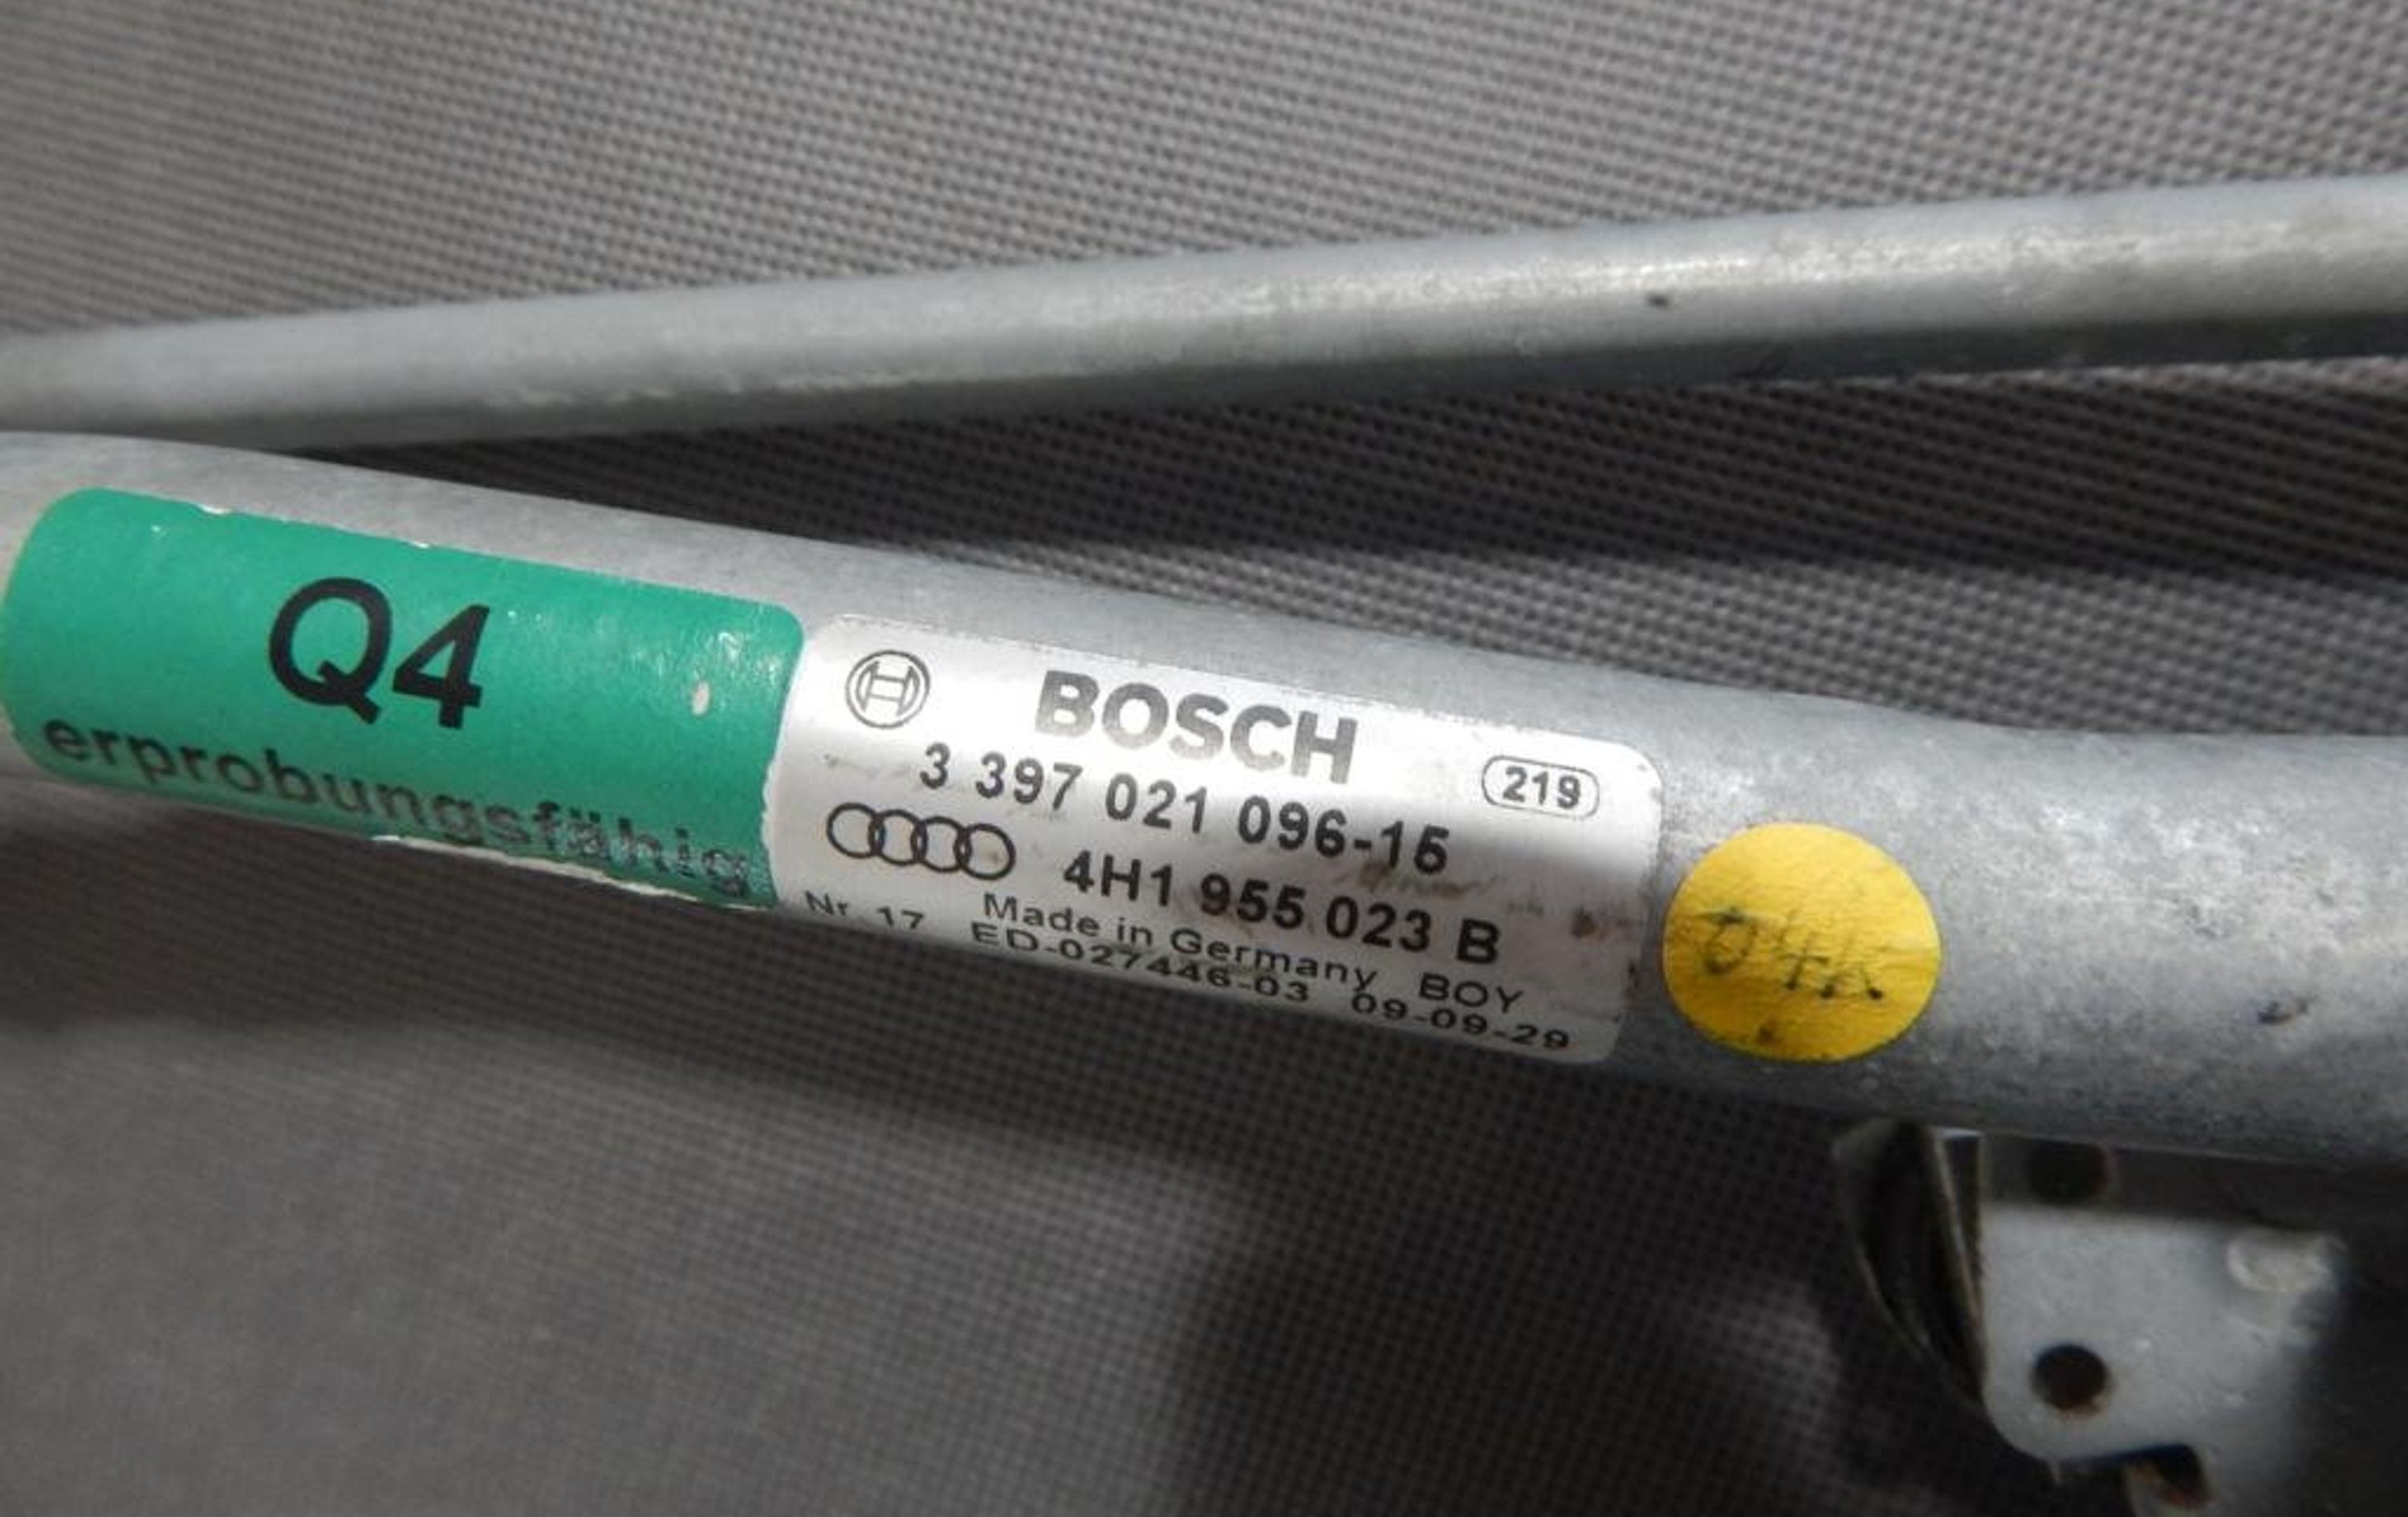 Q4
erprobungsfähig
BOSCH
3 397 021 096-15
219
4H1 955 023 B
Made in Germany BOY
Nr. 17 ED-027446-03 09-09-29